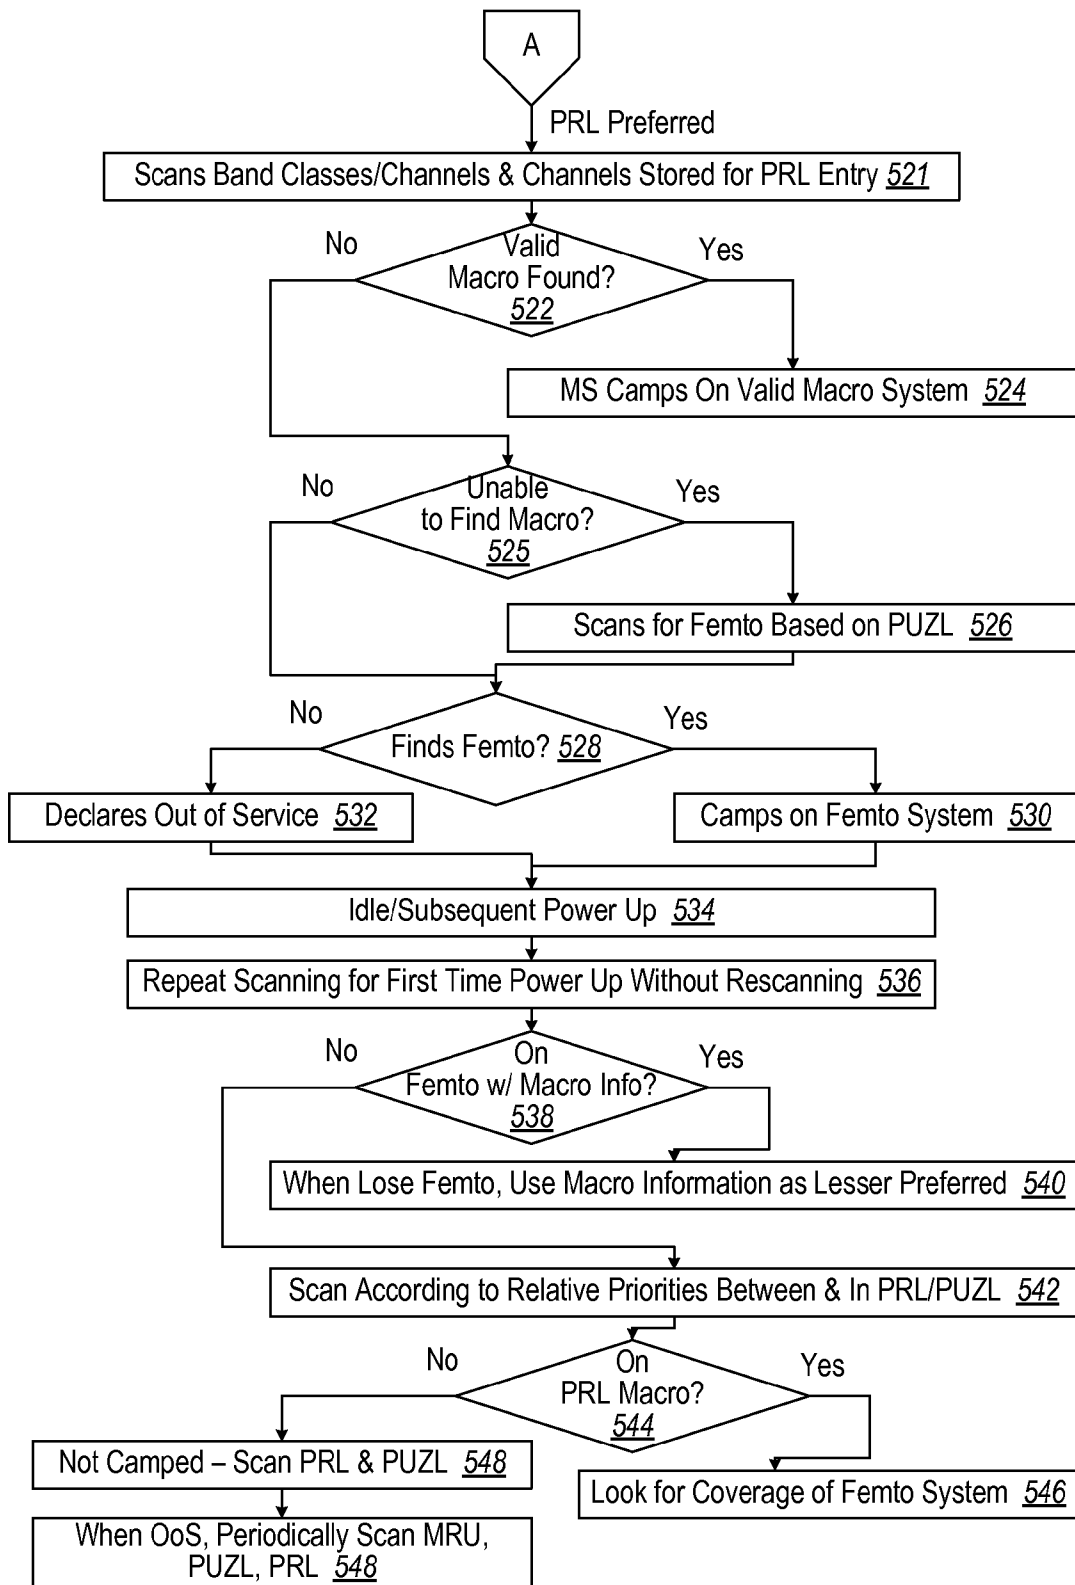 A
PRL Preferred
Scans Band Classes/Channels & Channels Stored for PRL Entry 521
No
Valid
Macro Found?
522
Yes
MS Camps On Valid Macro System 524
No
Unable
to Find Macro?
525
Yes
Scans for Femto Based on PUZL 526
No
Finds Femto? 528
Yes
Declares Out of Service 532
Camps on Femto System 530
Idle/Subsequent Power Up 534
Repeat Scanning for First Time Power Up Without Rescanning 536
No
On
Femto w/ Macro Info?
538
Yes
When Lose Femto, Use Macro Information as Lesser Preferred 540
Scan According to Relative Priorities Between & In PRL/PUZL 542
No
On
PRL Macro?
544
Yes
Not Camped – Scan PRL & PUZL 548
Look for Coverage of Femto System 546
When OoS, Periodically Scan MRU,
PUZL, PRL 548